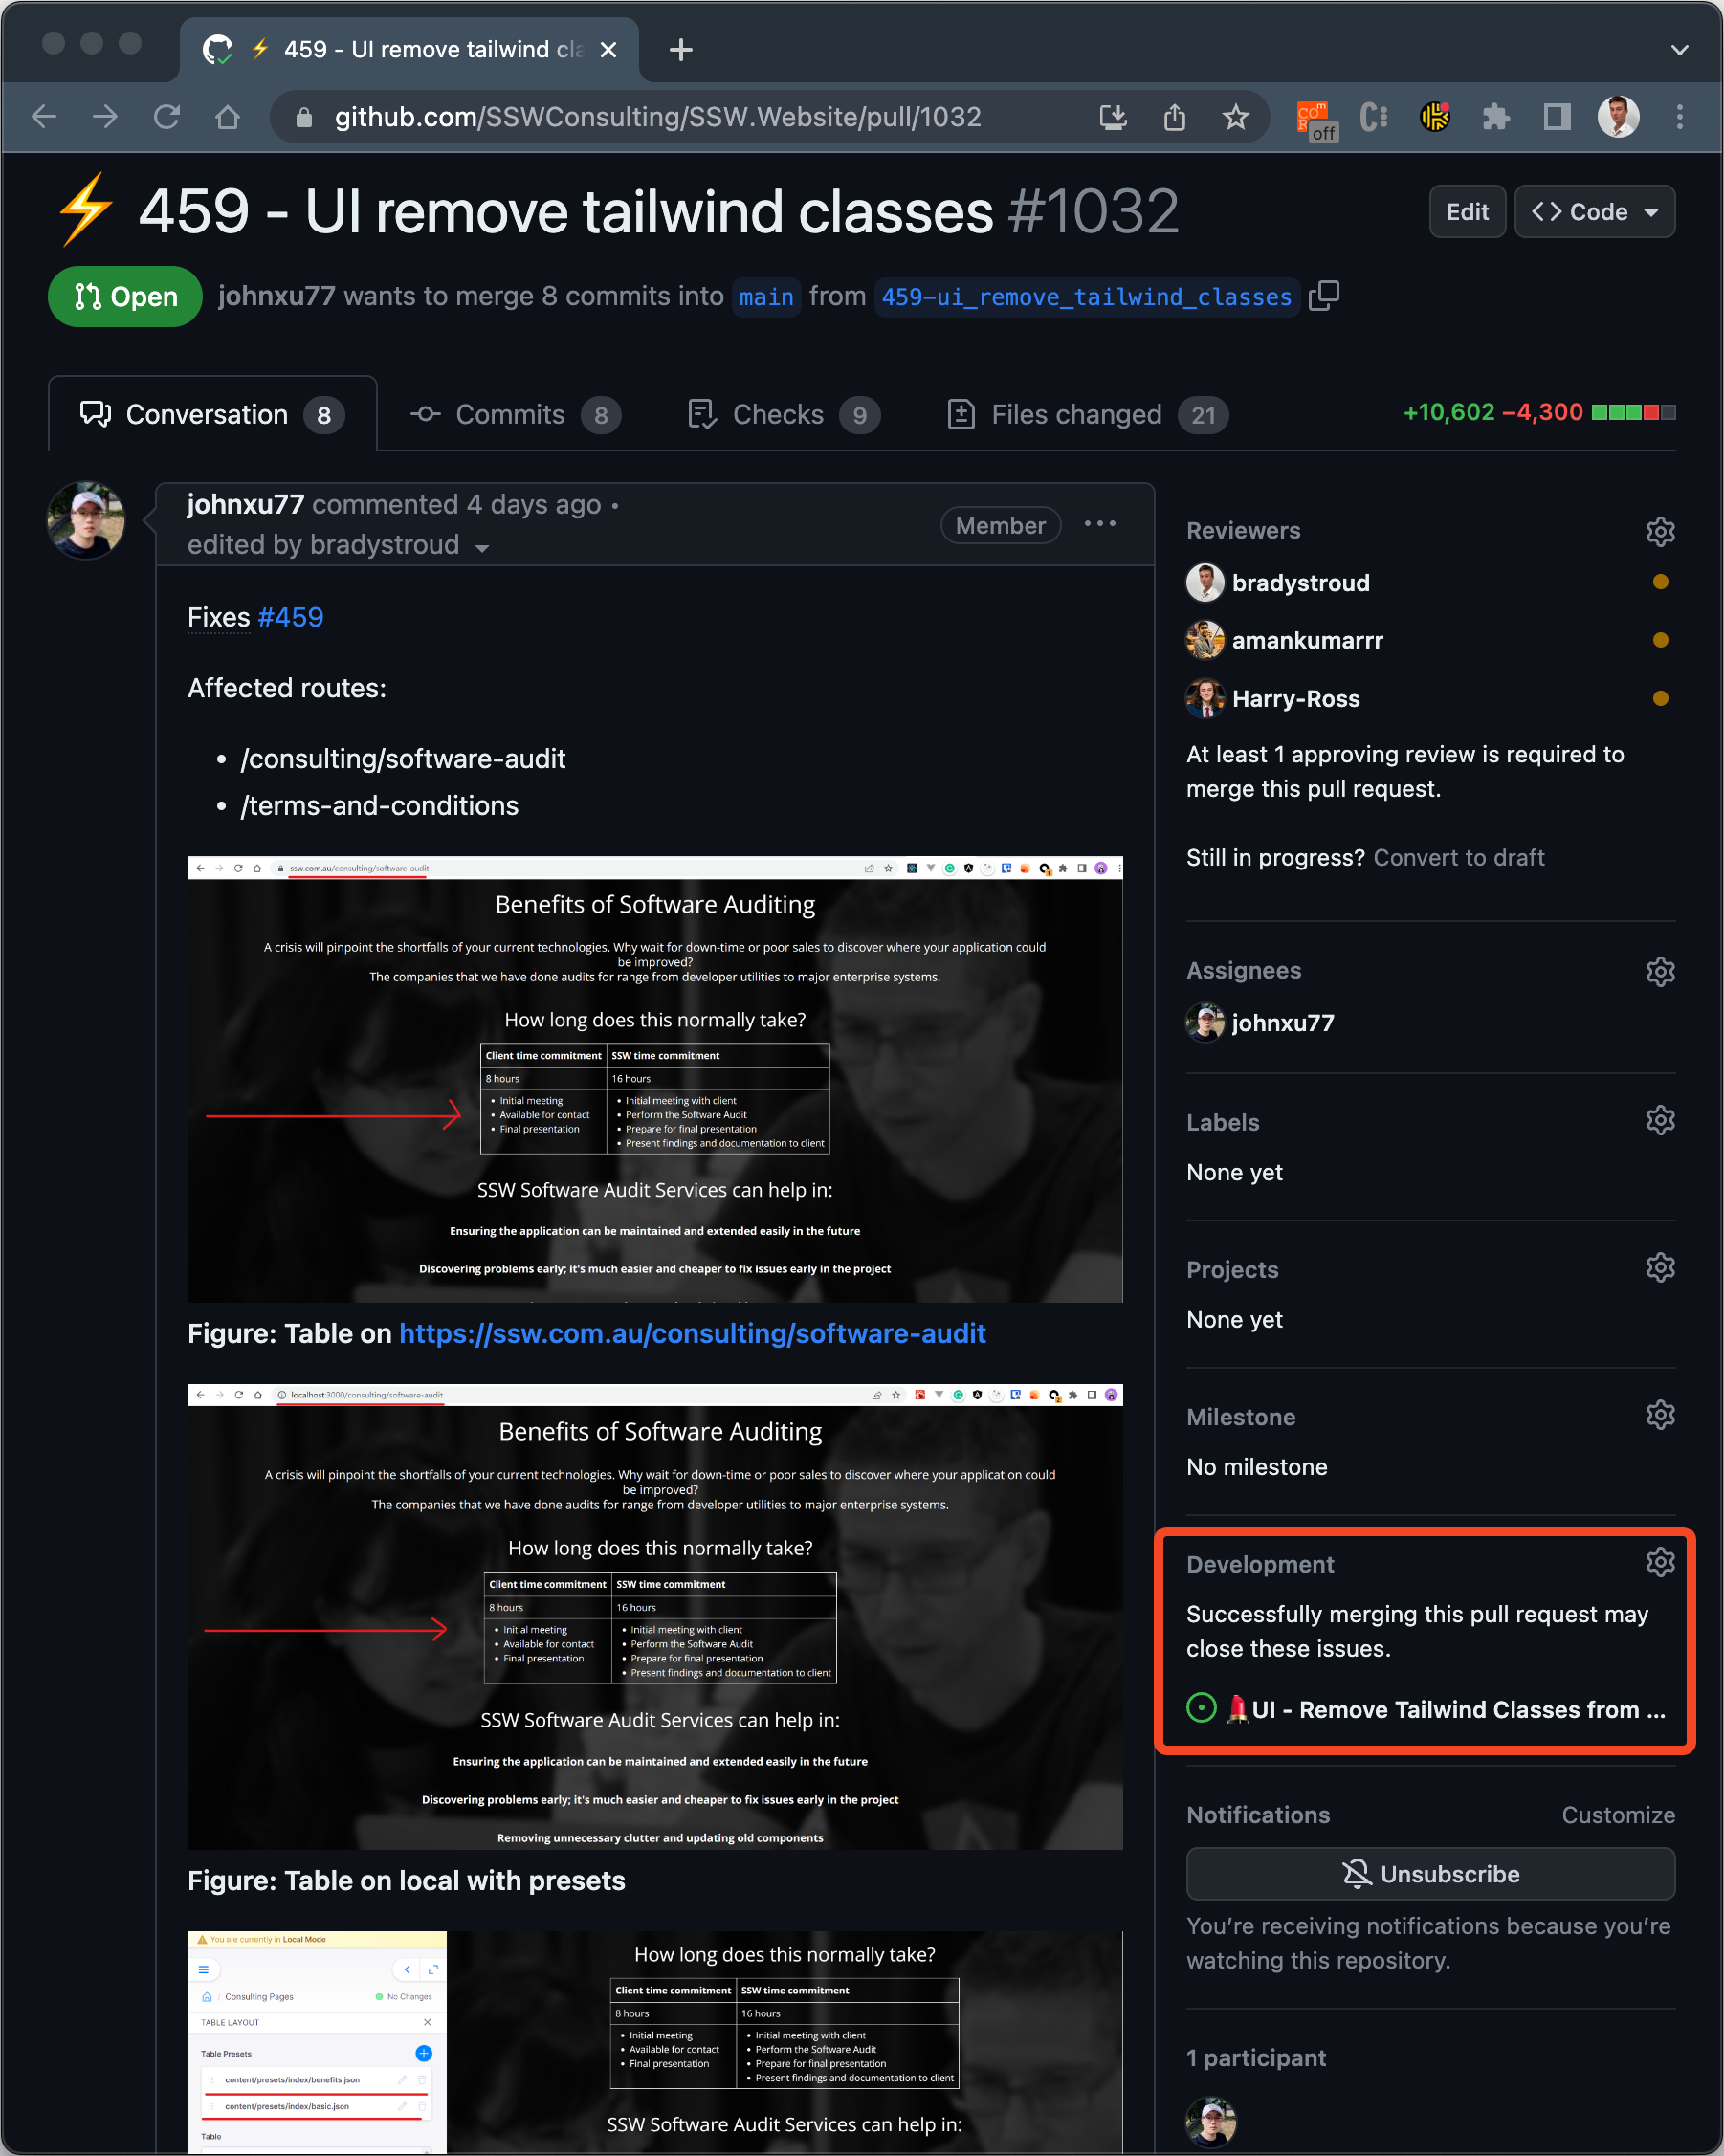 459 - UI remove tailwind cla
github.com/SSWConsulting/SSW.Website/pull/1032
off
⚡ 459 - UI remove tailwind classes #1032
Edit
Code
Open
johnxu77 wants to merge 8 commits into main from 459-ui_remove_tailwind_classes
Conversation 8
Commits 8
Checks 9
Files changed 21
+10,602 −4,300
johnxu77 commented 4 days ago •
edited by bradystroud
Member
Fixes #459
Affected routes:
• /consulting/software-audit
• /terms-and-conditions
ssw.com.au/consulting/software-audit
Benefits of Software Auditing
A crisis will pinpoint the shortfalls of your current technologies. Why wait for down-time or poor sales to discover where your application could
be improved?
The companies that we have done audits for range from developer utilities to major enterprise systems.
How long does this normally take?
Client time commitment SSW time commitment
8 hours 16 hours
• Initial meeting
• Available for contact
• Final presentation
• Initial meeting with client
• Perform the Software Audit
• Prepare for final presentation
• Present findings and documentation to client
SSW Software Audit Services can help in:
Ensuring the application can be maintained and extended easily in the future
Discovering problems early; it's much easier and cheaper to fix issues early in the project
Figure: Table on https://ssw.com.au/consulting/software-audit
localhost:3000/consulting/software-audit
Benefits of Software Auditing
A crisis will pinpoint the shortfalls of your current technologies. Why wait for down-time or poor sales to discover where your application could
be improved?
The companies that we have done audits for range from developer utilities to major enterprise systems.
How long does this normally take?
Client time commitment SSW time commitment
8 hours 16 hours
• Initial meeting
• Available for contact
• Final presentation
• Initial meeting with client
• Perform the Software Audit
• Prepare for final presentation
• Present findings and documentation to client
SSW Software Audit Services can help in:
Ensuring the application can be maintained and extended easily in the future
Discovering problems early; it's much easier and cheaper to fix issues early in the project
Removing unnecessary clutter and updating old components
Figure: Table on local with presets
You are currently in Local Mode
/ Consulting Pages
No Changes
TABLE LAYOUT
Table Presets
content/presets/index/benefits.json
content/presets/index/basic.json
Table
How long does this normally take?
Client time commitment SSW time commitment
8 hours 16 hours
• Initial meeting
• Available for contact
• Final presentation
• Initial meeting with client
• Perform the Software Audit
• Prepare for final presentation
• Present findings and documentation to client
SSW Software Audit Services can help in:
Reviewers
bradystroud
amankumarrr
Harry-Ross
At least 1 approving review is required to
merge this pull request.
Still in progress? Convert to draft
Assignees
johnxu77
Labels
None yet
Projects
None yet
Milestone
No milestone
Development
Successfully merging this pull request may
close these issues.
💄UI - Remove Tailwind Classes from ...
Notifications
Customize
Unsubscribe
You're receiving notifications because you're
watching this repository.
1 participant